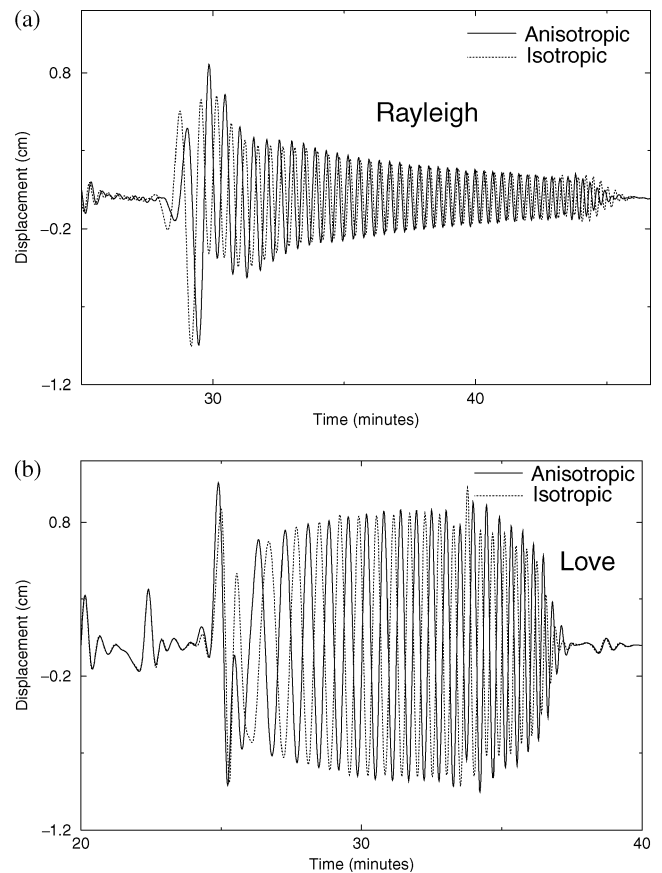 (a)
Anisotropic
Isotropic
Rayleigh
0.8
−0.2
−1.2
Displacement (cm)
30
40
Time (minutes)
(b)
Anisotropic
Isotropic
Love
0.8
−0.2
−1.2
Displacement (cm)
20
30
40
Time (minutes)